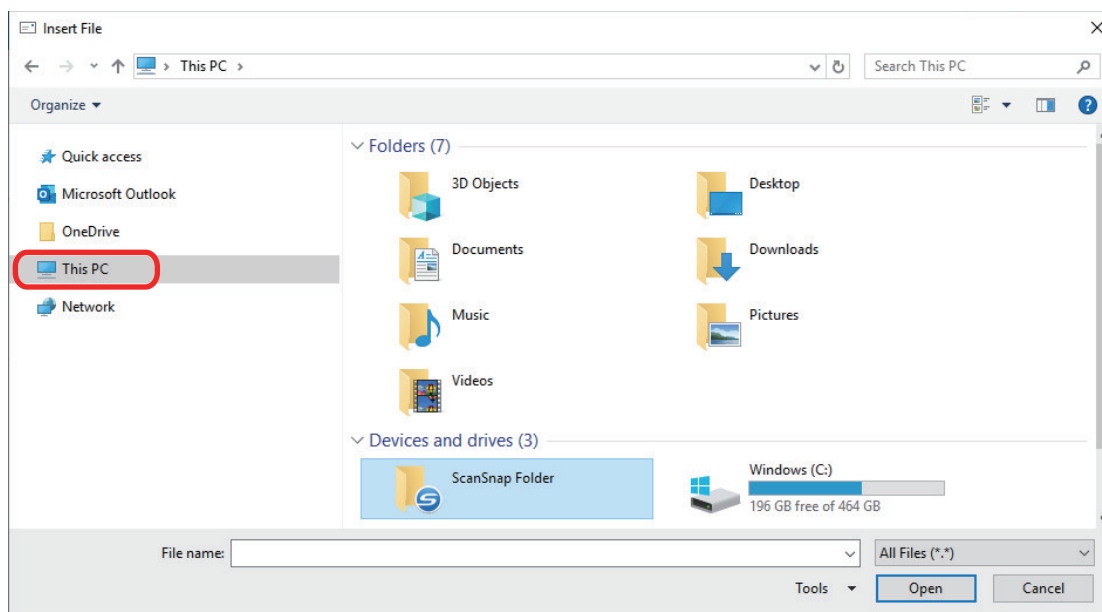 Insert File
This PC
Search This PC
Organize
Quick access
Microsoft Outlook
OneDrive
This PC
Network
Folders (7)
3D Objects
Desktop
Documents
Downloads
Music
Pictures
Videos
Devices and drives (3)
ScanSnap Folder
Windows (C:)
196 GB free of 464 GB
File name:
All Files (*.*)
Tools
Open
Cancel